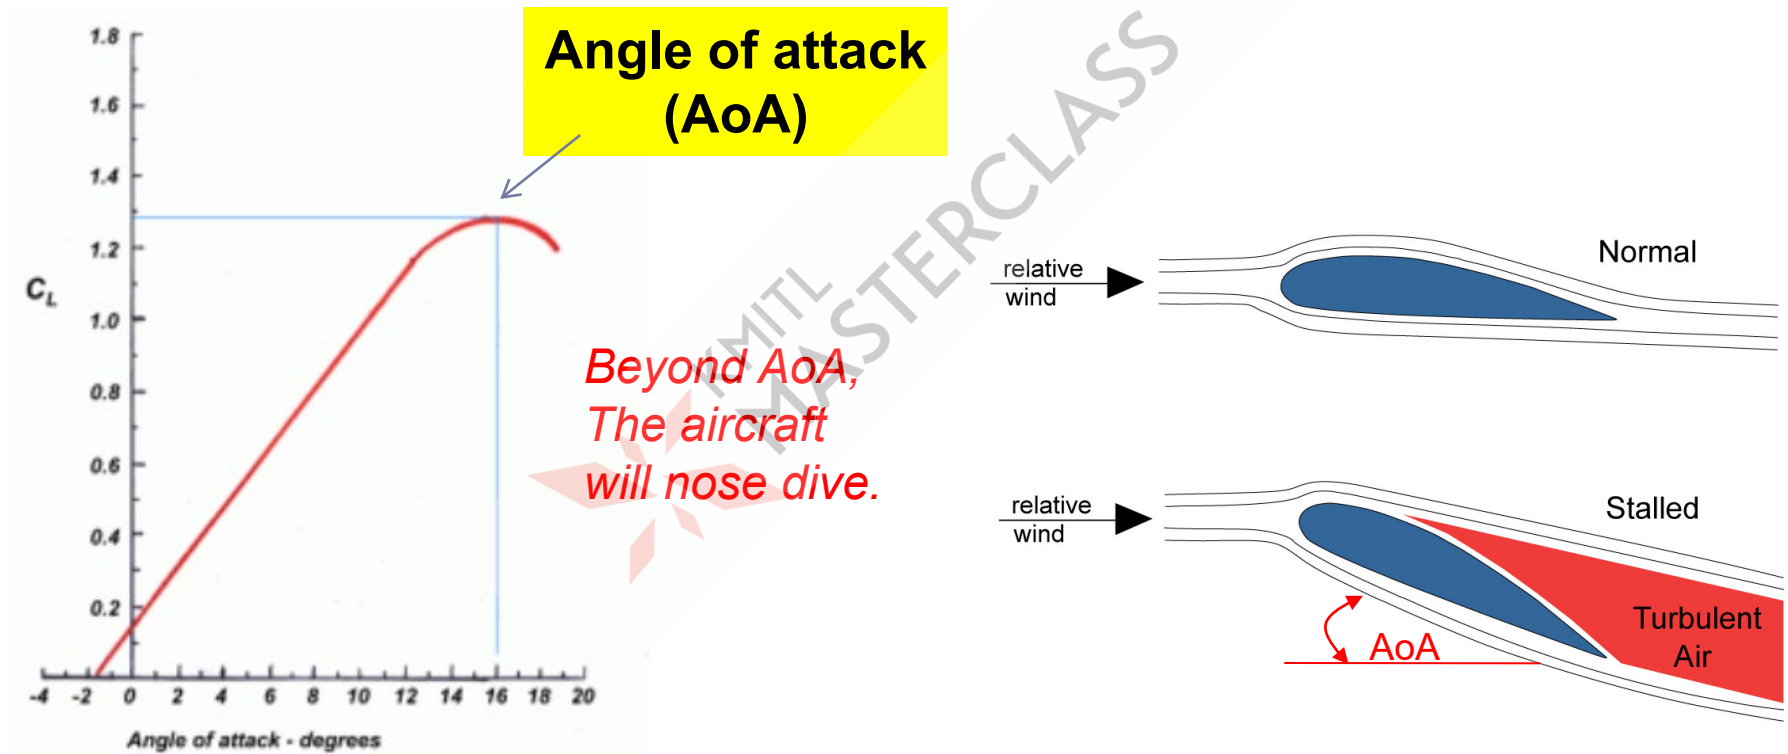 Angle of attack
(AoA)
1.8
1.6
1.4
1.2
1.0
0.8
0.6
0.4
0.2
CL
-4 -2 0 2 4 6 8 10 12 14 16 18 20
Angle of attack - degrees
Beyond AoA,
The aircraft
will nose dive.
KMITL
MASTERCLASS
relative
wind
Normal
relative
wind
Stalled
AoA
Turbulent
Air